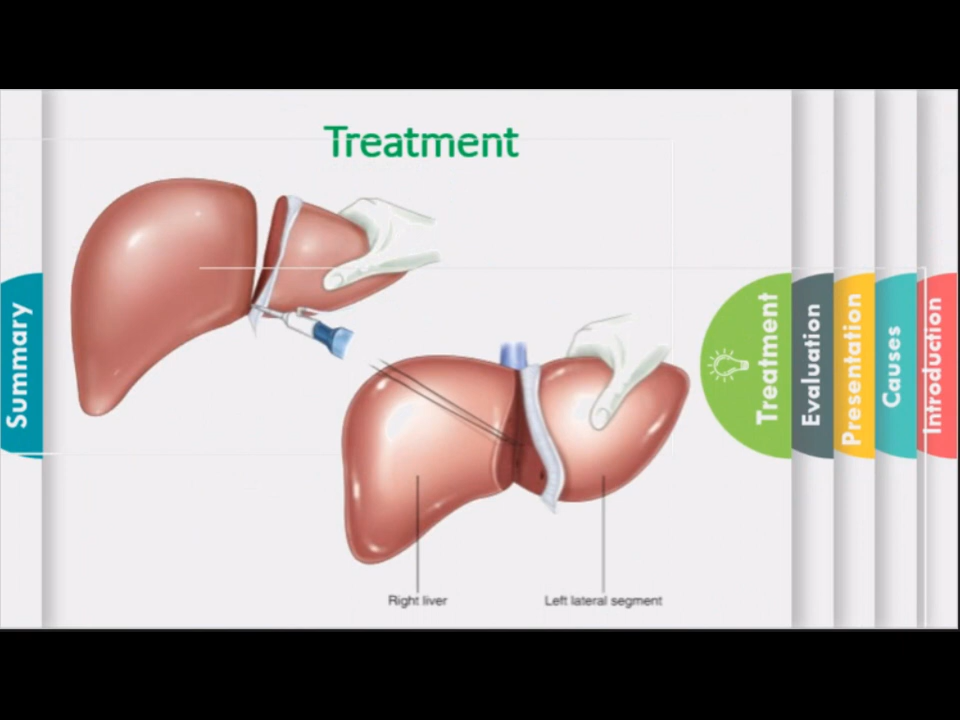 Treatment
Summary
Treatment
Evaluation
Presentation
Causes
Introduction
Right liver
Left lateral segment